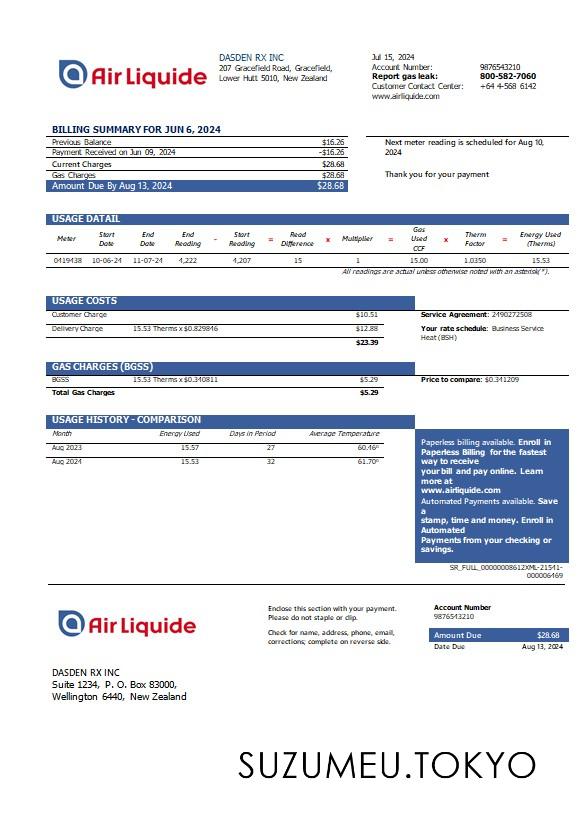 Air Liquide
DASDEN RX INC
207 Gracefield Road, Gracefield,
Lower Hutt 5010, New Zealand
Jul 15, 2024
Account Number: 9876543210
Report gas leak: 800-582-7060
Customer Contact Center: +64 4-568 6142
www.airliquide.com
BILLING SUMMARY FOR JUN 6, 2024
Previous Balance $16.26
Payment Received on Jun 09, 2024 -$16.26
Current Charges $28.68
Gas Charges $28.68
Amount Due By Aug 13, 2024 $28.68
Next meter reading is scheduled for Aug 10,
2024
Thank you for your payment
USAGE DATAIL
Meter Start Date End Date End Reading - Start Reading = Read Difference x Multiplier = Gas Used CCF x Therm Factor = Energy Used (Therms)
0419438 10-06-24 11-07-24 4,222 4,207 15 1 15.00 1.0350 15.53
All readings are actual unless otherwise noted with an asterisk(*).
USAGE COSTS
Customer Charge $10.51
Delivery Charge 15.53 Therms x $0.829846 $12.88
$23.39
Service Agreement: 2490272508
Your rate schedule: Business Service
Heat (BSH)
GAS CHARGES (BGSS)
BGSS 15.53 Therms x $0.340811 $5.29
Total Gas Charges $5.29
Price to compare: $0.341209
USAGE HISTORY - COMPARISON
Month Energy Used Days in Period Average Temperature
Aug 2023 15.57 27 60.46º
Aug 2024 15.53 32 61.70º
Paperless billing available. Enroll in
Paperless Billing for the fastest
way to receive
your bill and pay online. Learn
more at
www.airliquide.com
Automated Payments available. Save
a
stamp, time and money. Enroll in
Automated
Payments from your checking or
savings.
SR_FULL_00000008612XML-21541-
000006469
Air Liquide
Enclose this section with your payment.
Please do not staple or clip.
Check for name, address, phone, email,
corrections; complete on reverse side.
Account Number
9876543210
Amount Due $28.68
Date Due Aug 13, 2024
DASDEN RX INC
Suite 1234, P. O. Box 83000,
Wellington 6440, New Zealand
SUZUMEU.TOKYO